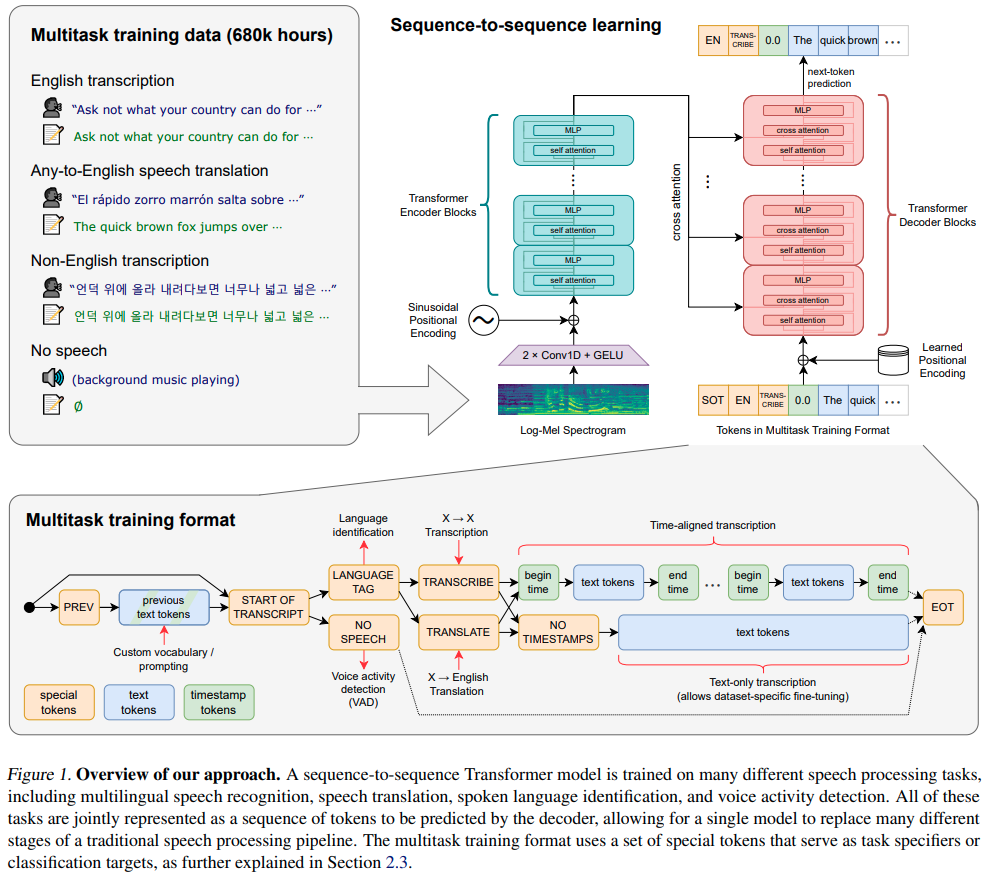 Multitask training data (680k hours)
English transcription
“Ask not what your country can do for ⋯”
Ask not what your country can do for ⋯
Any-to-English speech translation
“El rápido zorro marrón salta sobre ⋯”
The quick brown fox jumps over ⋯
Non-English transcription
“언덕 위에 올라 내려다보면 너무나 넓고 넓은 ⋯”
언덕 위에 올라 내려다보면 너무나 넓고 넓은 ⋯
No speech
(background music playing)
Ø
Sequence-to-sequence learning
EN TRANS-CRIBE 0.0 The quick brown ⋯
next-token
prediction
MLP
self attention
⋮
MLP
self attention
MLP
self attention
Transformer
Encoder Blocks
Sinusoidal
Positional
Encoding
~
2 × Conv1D + GELU
Log-Mel Spectrogram
cross attention
⋮
MLP
cross attention
self attention
⋮
MLP
cross attention
self attention
MLP
cross attention
self attention
Transformer
Decoder Blocks
Learned
Positional
Encoding
SOT EN TRANS-CRIBE 0.0 The quick ⋯
Tokens in Multitask Training Format
Multitask training format
PREV
previous
text tokens
Custom vocabulary /
prompting
START OF
TRANSCRIPT
Language
identification
LANGUAGE
TAG
NO
SPEECH
Voice activity
detection
(VAD)
X → X
Transcription
TRANSCRIBE
TRANSLATE
X → English
Translation
Time-aligned transcription
begin
time
text tokens
end
time
⋯
begin
time
text tokens
end
time
NO
TIMESTAMPS
text tokens
Text-only transcription
(allows dataset-specific fine-tuning)
EOT
special
tokens
text
tokens
timestamp
tokens
Figure 1. Overview of our approach. A sequence-to-sequence Transformer model is trained on many different speech processing tasks,
including multilingual speech recognition, speech translation, spoken language identification, and voice activity detection. All of these
tasks are jointly represented as a sequence of tokens to be predicted by the decoder, allowing for a single model to replace many different
stages of a traditional speech processing pipeline. The multitask training format uses a set of special tokens that serve as task specifiers or
classification targets, as further explained in Section 2.3.